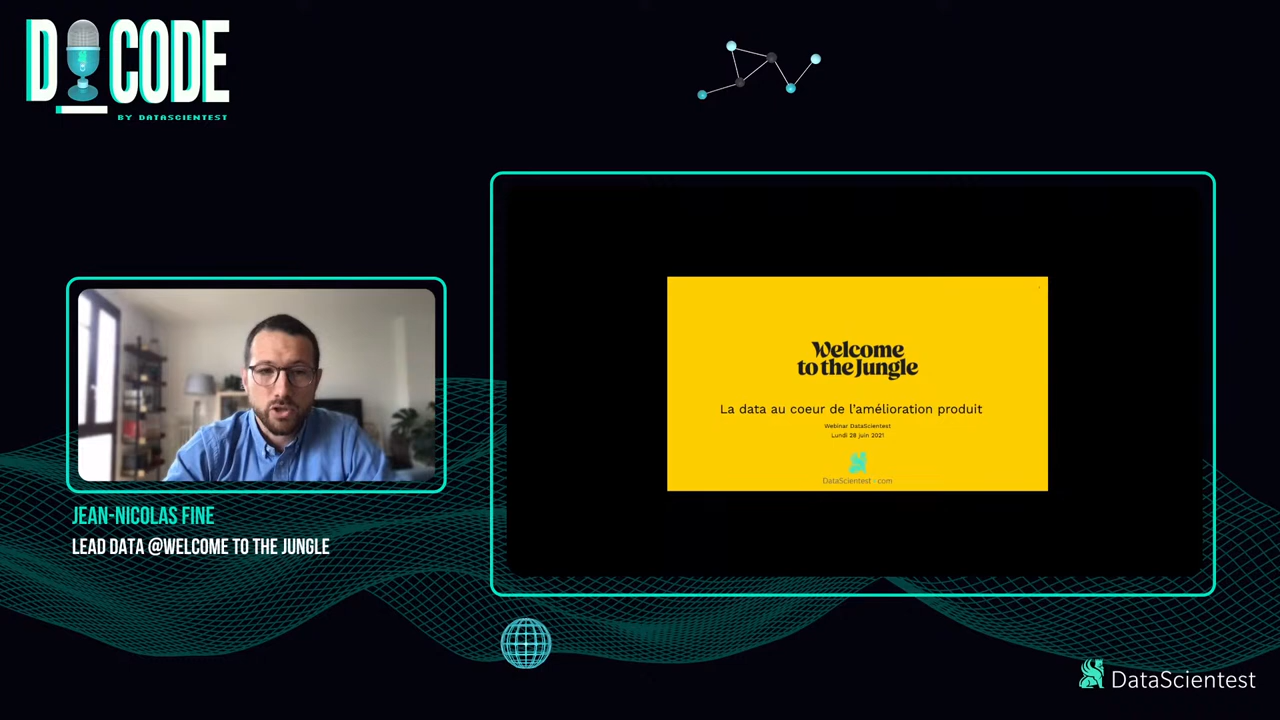 D_CODE
BY DATASCIENTEST
Welcome
to the Jungle
La data au coeur de l'amélioration produit
Webinar DataScientest
Lundi 28 juin 2021
DataScientest - com
JEAN-NICOLAS FINE
LEAD DATA @WELCOME TO THE JUNGLE
DataScientest